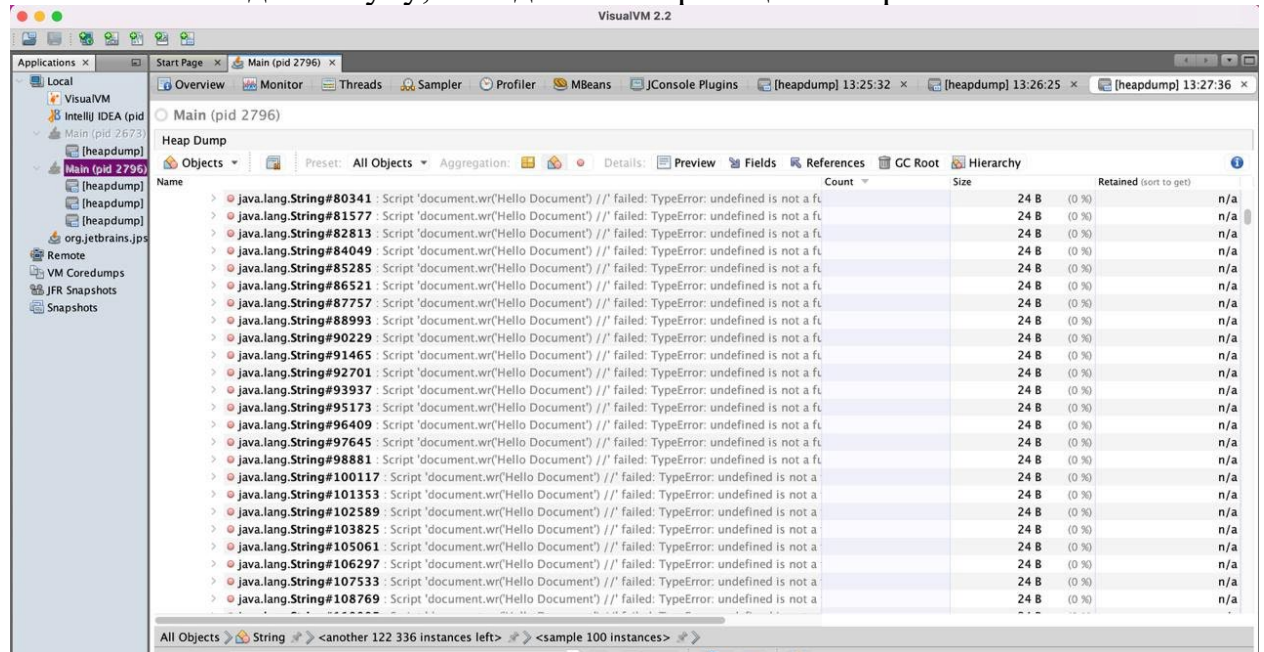 VisualVM 2.2
Applications ×
Start Page × Main (pid 2796) ×
Local
VisualVM
IntelliJ IDEA (pid
Main (pid 2673)
[heapdump]
Main (pid 2796)
[heapdump]
[heapdump]
[heapdump]
org.jetbrains.jps
Remote
VM Coredumps
JFR Snapshots
Snapshots
Overview Monitor Threads Sampler Profiler MBeans JConsole Plugins [heapdump] 13:25:32 × [heapdump] 13:26:25 × [heapdump] 13:27:36 ×
Main (pid 2796)
Heap Dump
Objects Preset: All Objects Aggregation: Details: Preview Fields References GC Root Hierarchy
Name Count Size Retained (sort to get)
java.lang.String#80341 : Script 'document.wr('Hello Document') //' failed: TypeError: undefined is not a fu 24 B (0 %) n/a
java.lang.String#81577 : Script 'document.wr('Hello Document') //' failed: TypeError: undefined is not a fu 24 B (0 %) n/a
java.lang.String#82813 : Script 'document.wr('Hello Document') //' failed: TypeError: undefined is not a fu 24 B (0 %) n/a
java.lang.String#84049 : Script 'document.wr('Hello Document') //' failed: TypeError: undefined is not a fu 24 B (0 %) n/a
java.lang.String#85285 : Script 'document.wr('Hello Document') //' failed: TypeError: undefined is not a fu 24 B (0 %) n/a
java.lang.String#86521 : Script 'document.wr('Hello Document') //' failed: TypeError: undefined is not a fu 24 B (0 %) n/a
java.lang.String#87757 : Script 'document.wr('Hello Document') //' failed: TypeError: undefined is not a fu 24 B (0 %) n/a
java.lang.String#88993 : Script 'document.wr('Hello Document') //' failed: TypeError: undefined is not a fu 24 B (0 %) n/a
java.lang.String#90229 : Script 'document.wr('Hello Document') //' failed: TypeError: undefined is not a fu 24 B (0 %) n/a
java.lang.String#91465 : Script 'document.wr('Hello Document') //' failed: TypeError: undefined is not a fu 24 B (0 %) n/a
java.lang.String#92701 : Script 'document.wr('Hello Document') //' failed: TypeError: undefined is not a fu 24 B (0 %) n/a
java.lang.String#93937 : Script 'document.wr('Hello Document') //' failed: TypeError: undefined is not a fu 24 B (0 %) n/a
java.lang.String#95173 : Script 'document.wr('Hello Document') //' failed: TypeError: undefined is not a fu 24 B (0 %) n/a
java.lang.String#96409 : Script 'document.wr('Hello Document') //' failed: TypeError: undefined is not a fu 24 B (0 %) n/a
java.lang.String#97645 : Script 'document.wr('Hello Document') //' failed: TypeError: undefined is not a fu 24 B (0 %) n/a
java.lang.String#98881 : Script 'document.wr('Hello Document') //' failed: TypeError: undefined is not a fu 24 B (0 %) n/a
java.lang.String#100117 : Script 'document.wr('Hello Document') //' failed: TypeError: undefined is not a 24 B (0 %) n/a
java.lang.String#101353 : Script 'document.wr('Hello Document') //' failed: TypeError: undefined is not a 24 B (0 %) n/a
java.lang.String#102589 : Script 'document.wr('Hello Document') //' failed: TypeError: undefined is not a 24 B (0 %) n/a
java.lang.String#103825 : Script 'document.wr('Hello Document') //' failed: TypeError: undefined is not a 24 B (0 %) n/a
java.lang.String#105061 : Script 'document.wr('Hello Document') //' failed: TypeError: undefined is not a 24 B (0 %) n/a
java.lang.String#106297 : Script 'document.wr('Hello Document') //' failed: TypeError: undefined is not a 24 B (0 %) n/a
java.lang.String#107533 : Script 'document.wr('Hello Document') //' failed: TypeError: undefined is not a 24 B (0 %) n/a
java.lang.String#108769 : Script 'document.wr('Hello Document') //' failed: TypeError: undefined is not a 24 B (0 %) n/a
All Objects String <another 122 336 instances left> <sample 100 instances>